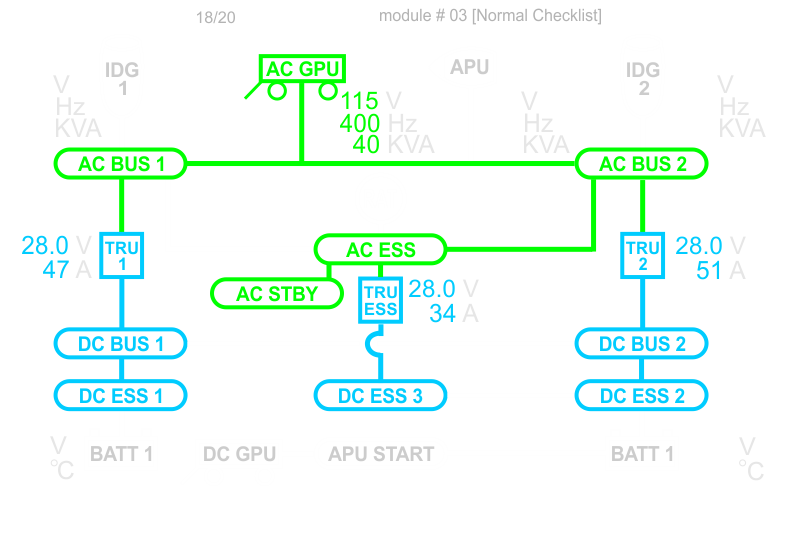 18/20
module # 03 [Normal Checklist]
IDG
1
AC GPU
APU
IDG
2
V
Hz
KVA
115 V
400 Hz
40 KVA
V
Hz
KVA
V
Hz
KVA
AC BUS 1
AC BUS 2
28.0 V
47 A
TRU
1
AC ESS
TRU
2
28.0 V
51 A
AC STBY
TRU
ESS
28.0 V
34 A
DC BUS 1
DC BUS 2
DC ESS 1
DC ESS 3
DC ESS 2
V
°C
BATT 1
DC GPU
APU START
BATT 1
V
°C